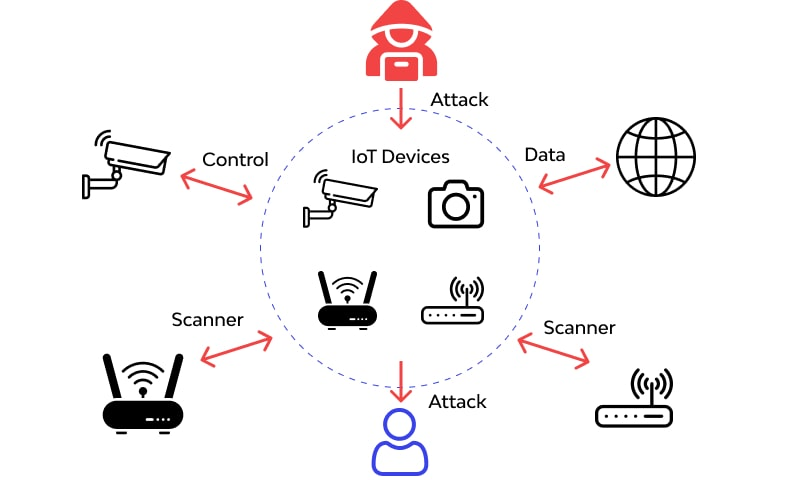 Attack
Control
IoT Devices
Data
Scanner
Scanner
Attack